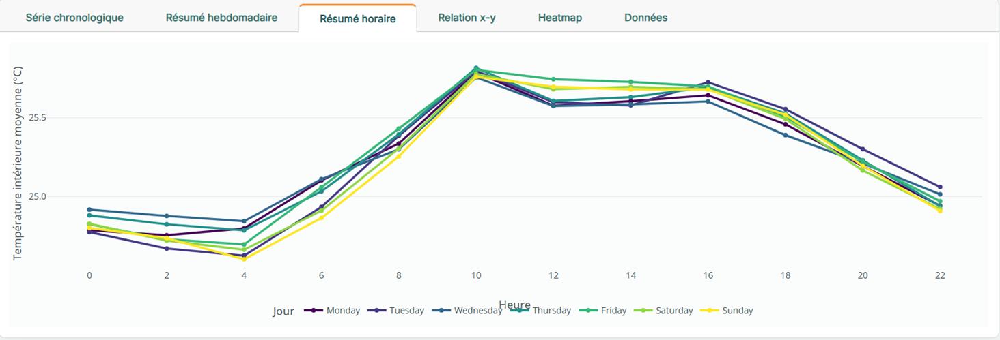 Série chronologique Résumé hebdomadaire Résumé horaire Relation x-y Heatmap Données
Température intérieure moyenne (°C)
25.5
25.0
0 2 4 6 8 10 12 14 16 18 20 22
Heure
Jour Monday Tuesday Wednesday Thursday Friday Saturday Sunday